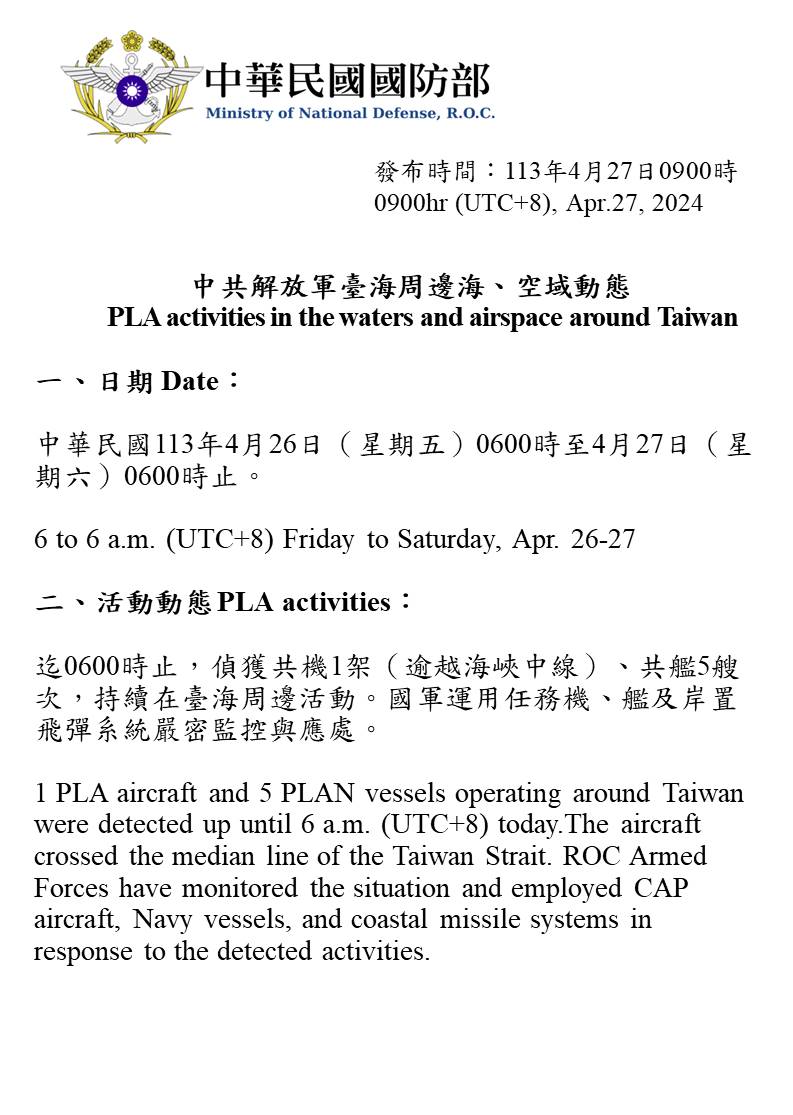 中華民國國防部
Ministry of National Defense, R.O.C.
發布時間：113年4月27日0900時
0900hr (UTC+8), Apr.27, 2024
中共解放軍臺海周邊海、空域動態
PLA activities in the waters and airspace around Taiwan
一、日期 Date：
中華民國113年4月26日（星期五）0600時至4月27日（星
期六）0600時止。
6 to 6 a.m. (UTC+8) Friday to Saturday, Apr. 26-27
二、活動動態 PLA activities：
迄0600時止，偵獲共機1架（逾越海峽中線）、共艦5艘
次，持續在臺海周邊活動。國軍運用任務機、艦及岸置
飛彈系統嚴密監控與應處。
1 PLA aircraft and 5 PLAN vessels operating around Taiwan
were detected up until 6 a.m. (UTC+8) today.The aircraft
crossed the median line of the Taiwan Strait. ROC Armed
Forces have monitored the situation and employed CAP
aircraft, Navy vessels, and coastal missile systems in
response to the detected activities.